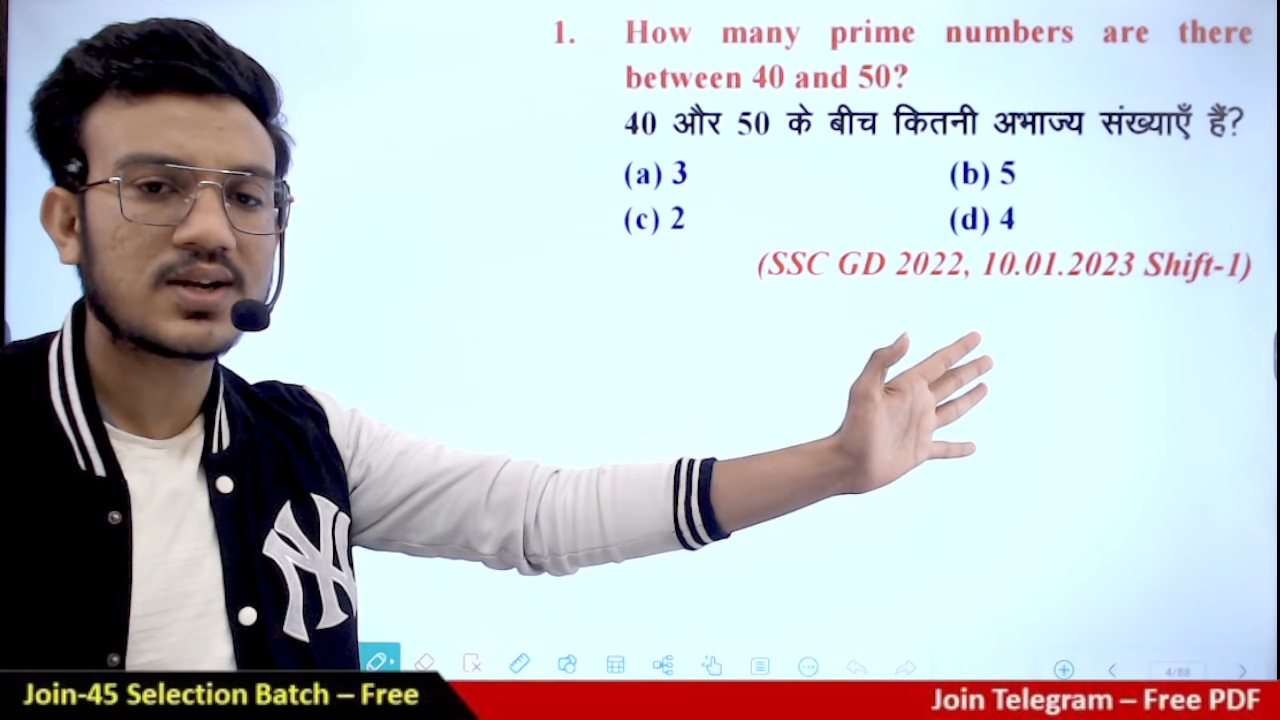 1. How many prime numbers are there
between 40 and 50?
40 और 50 के बीच कितनी अभाज्य संख्याएँ हैं?
(a) 3 (b) 5
(c) 2 (d) 4
(SSC GD 2022, 10.01.2023 Shift-1)
NY
4/88
Join-45 Selection Batch – Free
Join Telegram – Free PDF